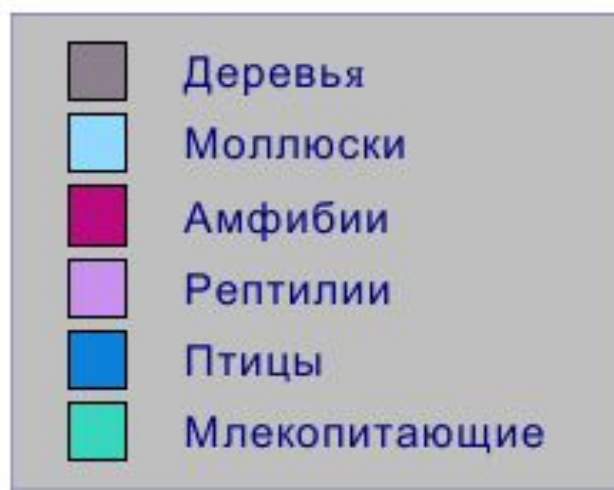 Деревья
Моллюски
Амфибии
Рептилии
Птицы
Млекопитающие